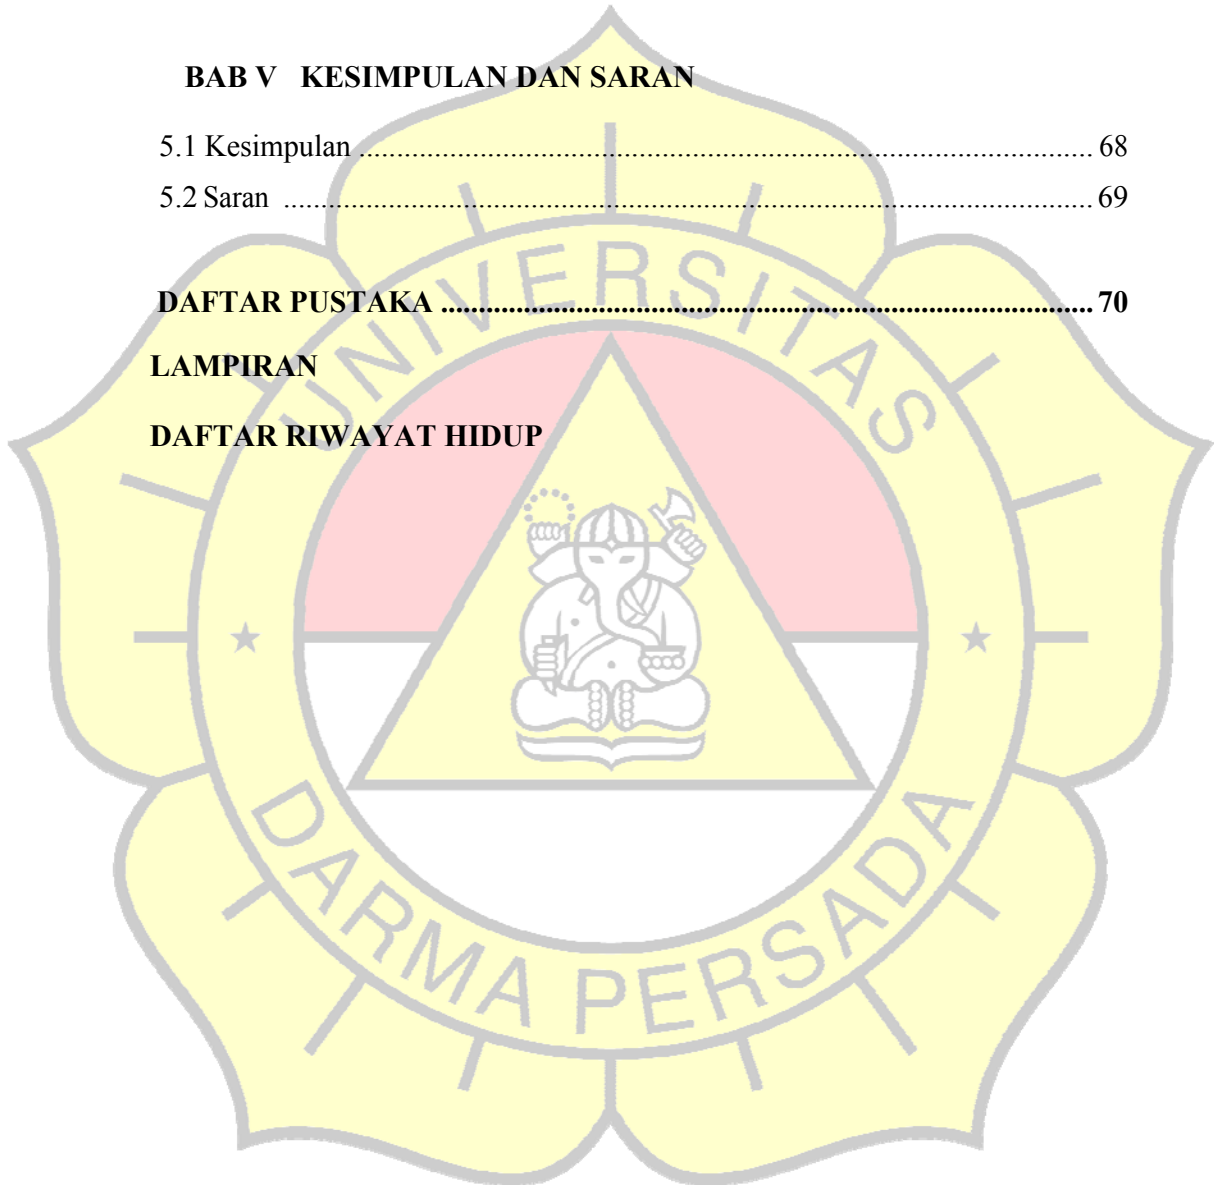 BAB V KESIMPULAN DAN SARAN
5.1 Kesimpulan .......................................................................................................... 68
5.2 Saran ..................................................................................................................... 69
DAFTAR PUSTAKA ................................................................................... 70
LAMPIRAN
DAFTAR RIWAYAT HIDUP
UNIVERSITAS
DARMA PERSADA